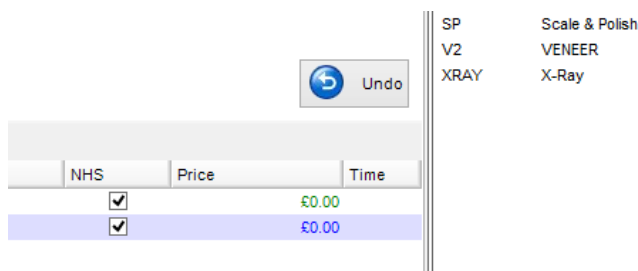 SP Scale & Polish
V2 VENEER
XRAY X-Ray
Undo
NHS Price Time
£0.00
£0.00